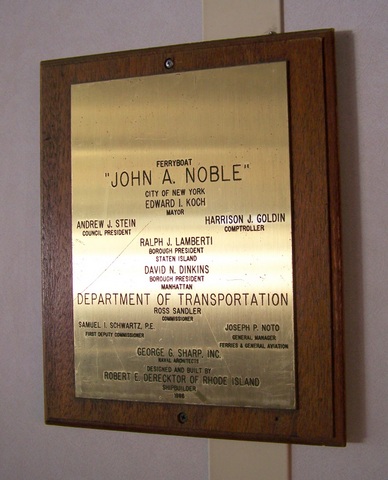 FERRYBOAT
"JOHN A. NOBLE"
CITY OF NEW YORK
EDWARD I. KOCH
MAYOR
ANDREW J. STEIN HARRISON J. GOLDIN
COUNCIL PRESIDENT COMPTROLLER
RALPH J. LAMBERTI
BOROUGH PRESIDENT
STATEN ISLAND
DAVID N. DINKINS
BOROUGH PRESIDENT
MANHATTAN
DEPARTMENT OF TRANSPORTATION
ROSS SANDLER
COMMISSIONER
SAMUEL I. SCHWARTZ, P.E. JOSEPH P. NOTO
FIRST DEPUTY COMMISSIONER GENERAL MANAGER
FERRIES & GENERAL AVIATION
GEORGE G. SHARP, INC.
NAVAL ARCHITECTS
DESIGNED AND BUILT BY
ROBERT E. DERECKTOR OF RHODE ISLAND
SHIPBUILDER